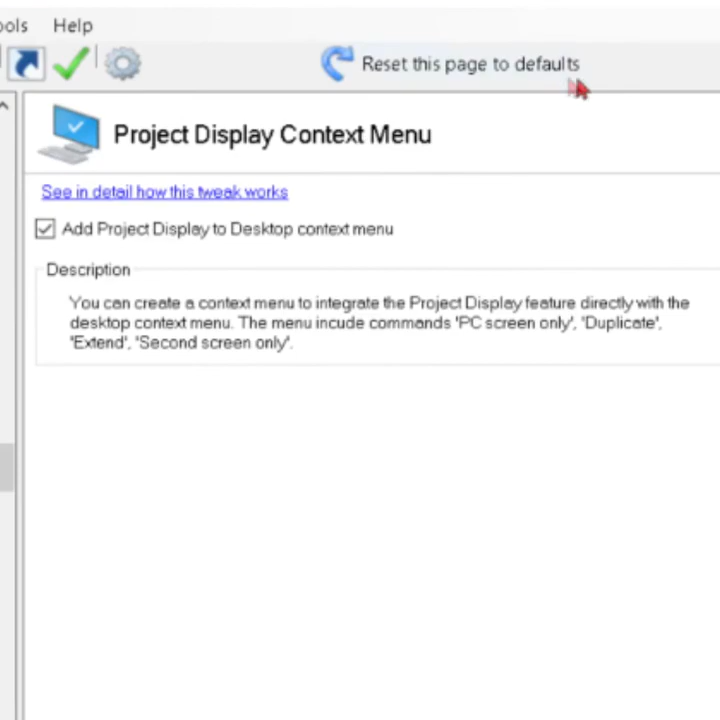 ools Help
Reset this page to defaults
Project Display Context Menu
See in detail how this tweak works
Add Project Display to Desktop context menu
Description
You can create a context menu to integrate the Project Display feature directly with the
desktop context menu. The menu incude commands 'PC screen only', 'Duplicate',
'Extend', 'Second screen only'.